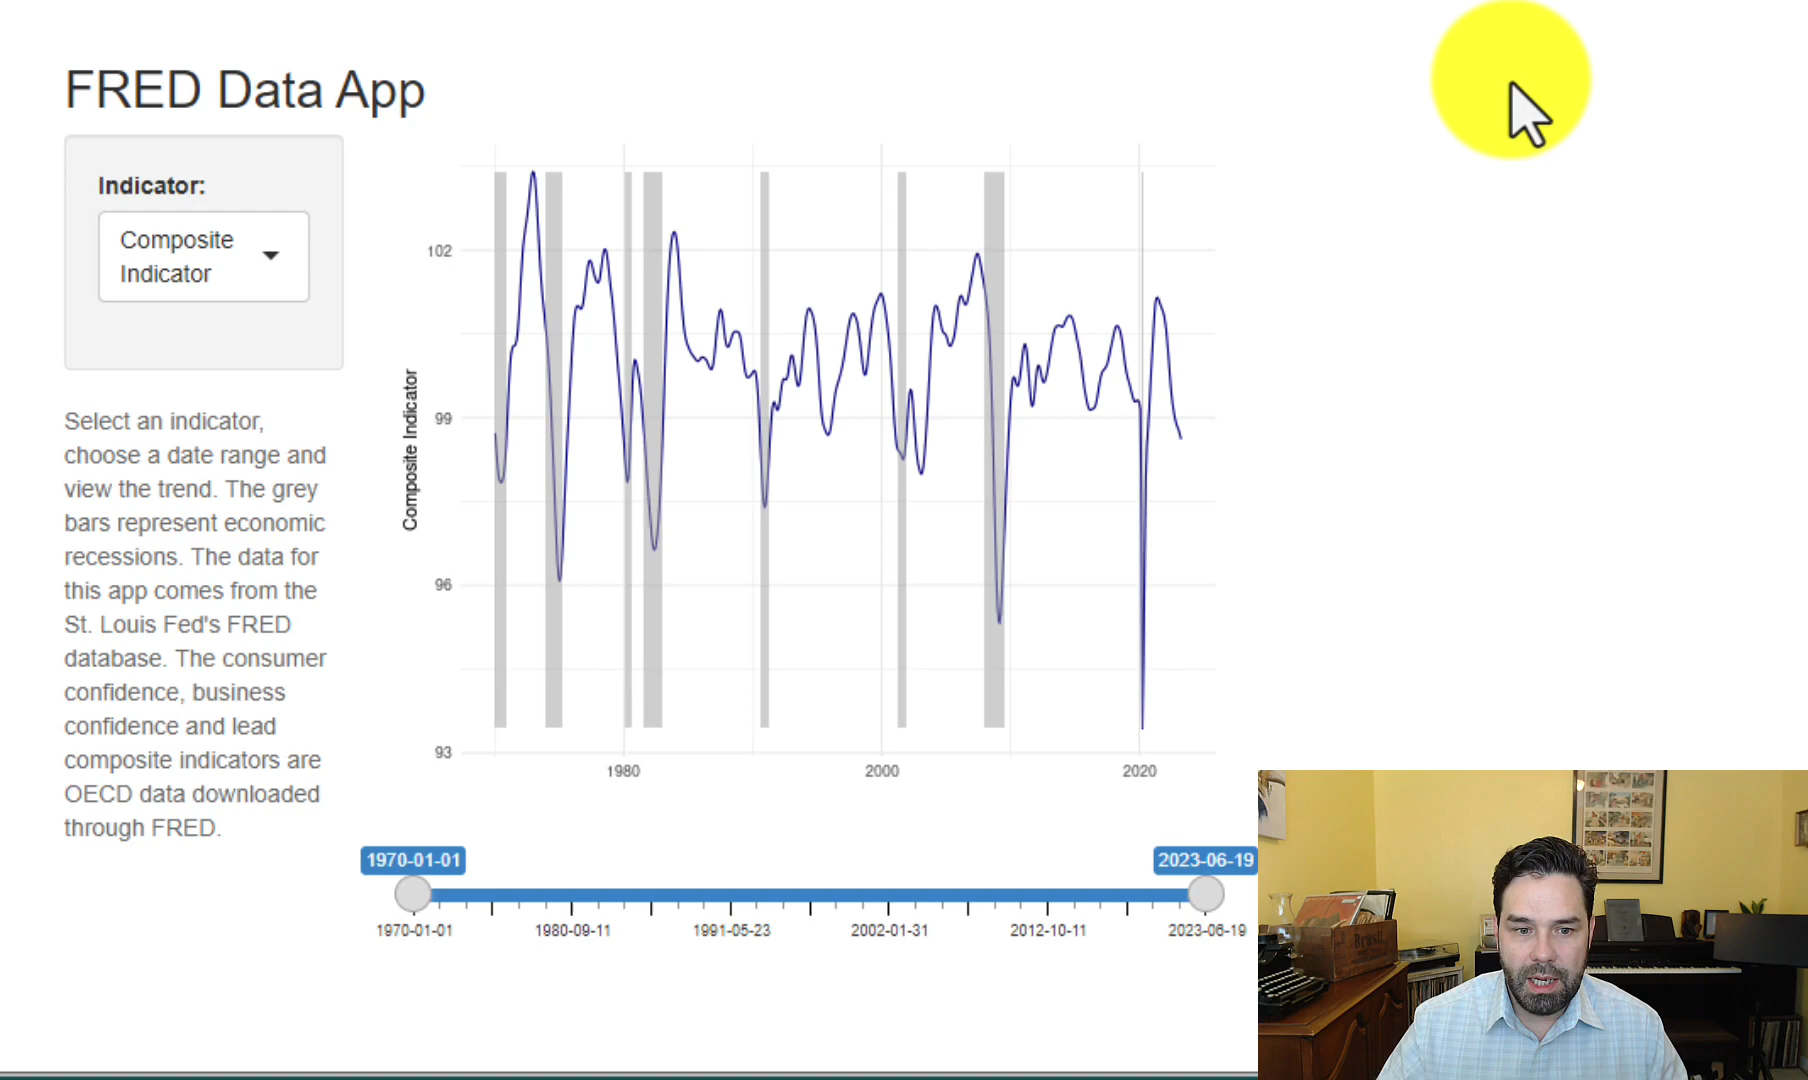 FRED Data App
Indicator:
Composite
Indicator
Select an indicator,
choose a date range and
view the trend. The grey
bars represent economic
recessions. The data for
this app comes from the
St. Louis Fed's FRED
database. The consumer
confidence, business
confidence and lead
composite indicators are
OECD data downloaded
through FRED.
Composite Indicator
102
99
96
93
1980
2000
2020
1970-01-01
2023-06-19
1970-01-01
1980-09-11
1991-05-23
2002-01-31
2012-10-11
2023-06-19